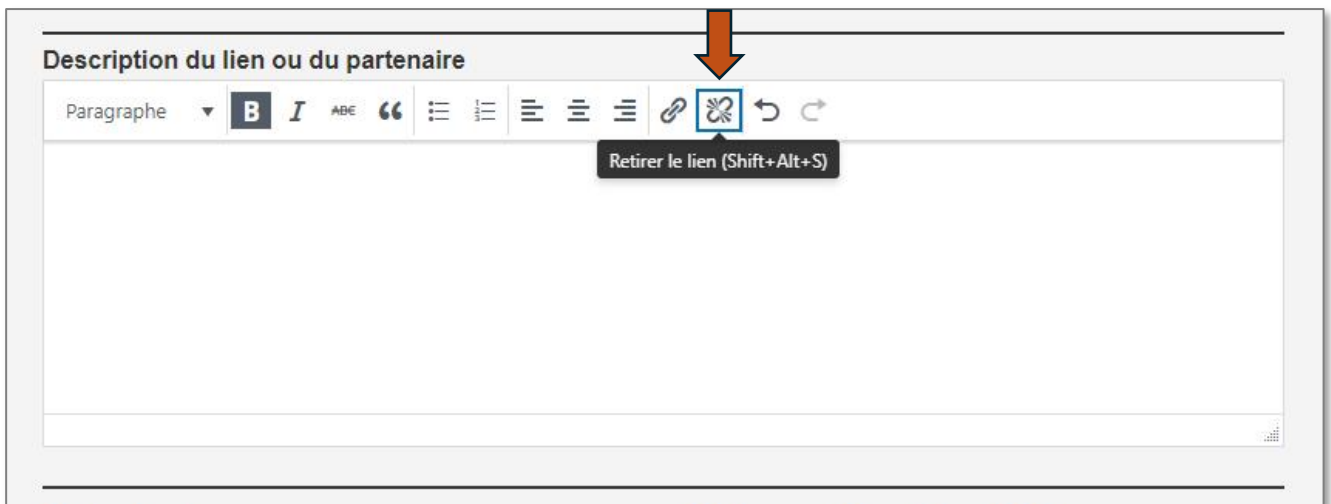 Description du lien ou du partenaire
Paragraphe B I ABC
Retirer le lien (Shift+Alt+S)